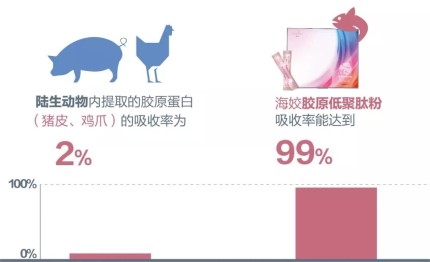 陆生动物内提取的胶原蛋白
（猪皮、鸡爪）的吸收率为
2%
海姣胶原低聚肽粉
吸收率能达到
99%
100%
0%